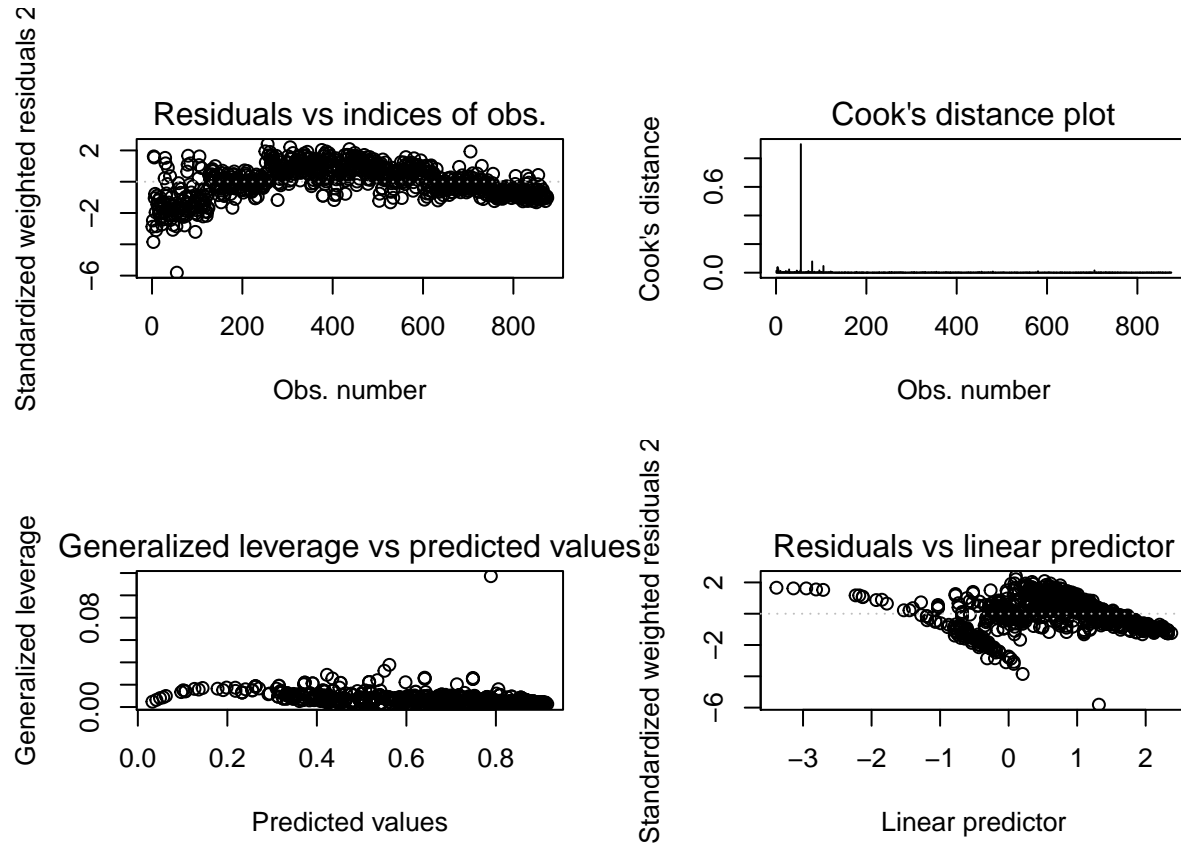 Residuals vs indices of obs.
Standardized weighted residuals 2
2
−2
−6
0 200 400 600 800
Obs. number
Cook's distance plot
Cook's distance
0.6
0.0
0 200 400 600 800
Obs. number
Generalized leverage vs predicted values
Generalized leverage
0.08
0.00
0.0 0.2 0.4 0.6 0.8
Predicted values
Residuals vs linear predictor
Standardized weighted residuals 2
2
−2
−6
−3 −2 −1 0 1 2
Linear predictor